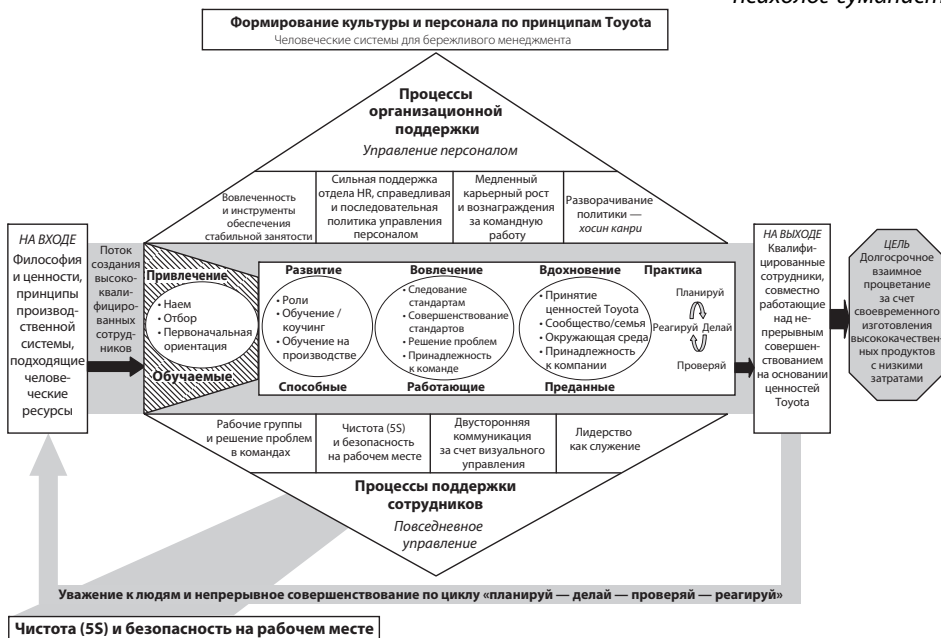 психолог-гуманист
Формирование культуры и персонала по принципам Toyota
Человеческие системы для бережливого менеджмента
Процессы
организационной
поддержки
Управление персоналом
Вовлеченность
и инструменты
обеспечения
стабильной занятости
Сильная поддержка
отдела HR, справедливая
и последовательная
политика управления
персоналом
Медленный
карьерный рост
и вознаграждения
за командную
работу
Разворачивание
политики —
хосин канри
НА ВХОДЕ
Философия
и ценности,
принципы
производ-
ственной
системы,
подходящие
челове-
ческие
ресурсы
Поток
создания
высоко-
квали-
фициро-
ванных
сотруд-
ников
Привлечение
• Наем
• Отбор
• Первоначальная
ориентация
Обучаемые
Развитие
• Роли
• Обучение /
коучинг
• Обучение на
производстве
Способные
Вовлечение
• Следование
стандартам
• Совершенствование
стандартов
• Решение проблем
• Принадлежность
к команде
Работающие
Вдохновение
• Принятие
ценностей Toyota
• Сообщество/семья
• Окружающая среда
• Принадлежность
к компании
Преданные
Практика
Планируй
Реагируй Делай
Проверяй
НА ВЫХОДЕ
Квалифи-
цированные
сотрудники,
совместно
работающие
над не-
прерывным
совершен-
ствованием
на основании
ценностей
Toyota
ЦЕЛЬ
Долгосрочное
взаимное
процветание
за счет
своевременного
изготовления
высококачествен-
ных продуктов
с низкими
затратами
Рабочие группы
и решение проблем
в командах
Чистота (5S)
и безопасность
на рабочем месте
Двусторонняя
коммуникация
за счет визуального
управления
Лидерство
как служение
Процессы поддержки
сотрудников
Повседневное
управление
Уважение к людям и непрерывное совершенствование по циклу «планируй — делай — проверяй — реагируй»
Чистота (5S) и безопасность на рабочем месте